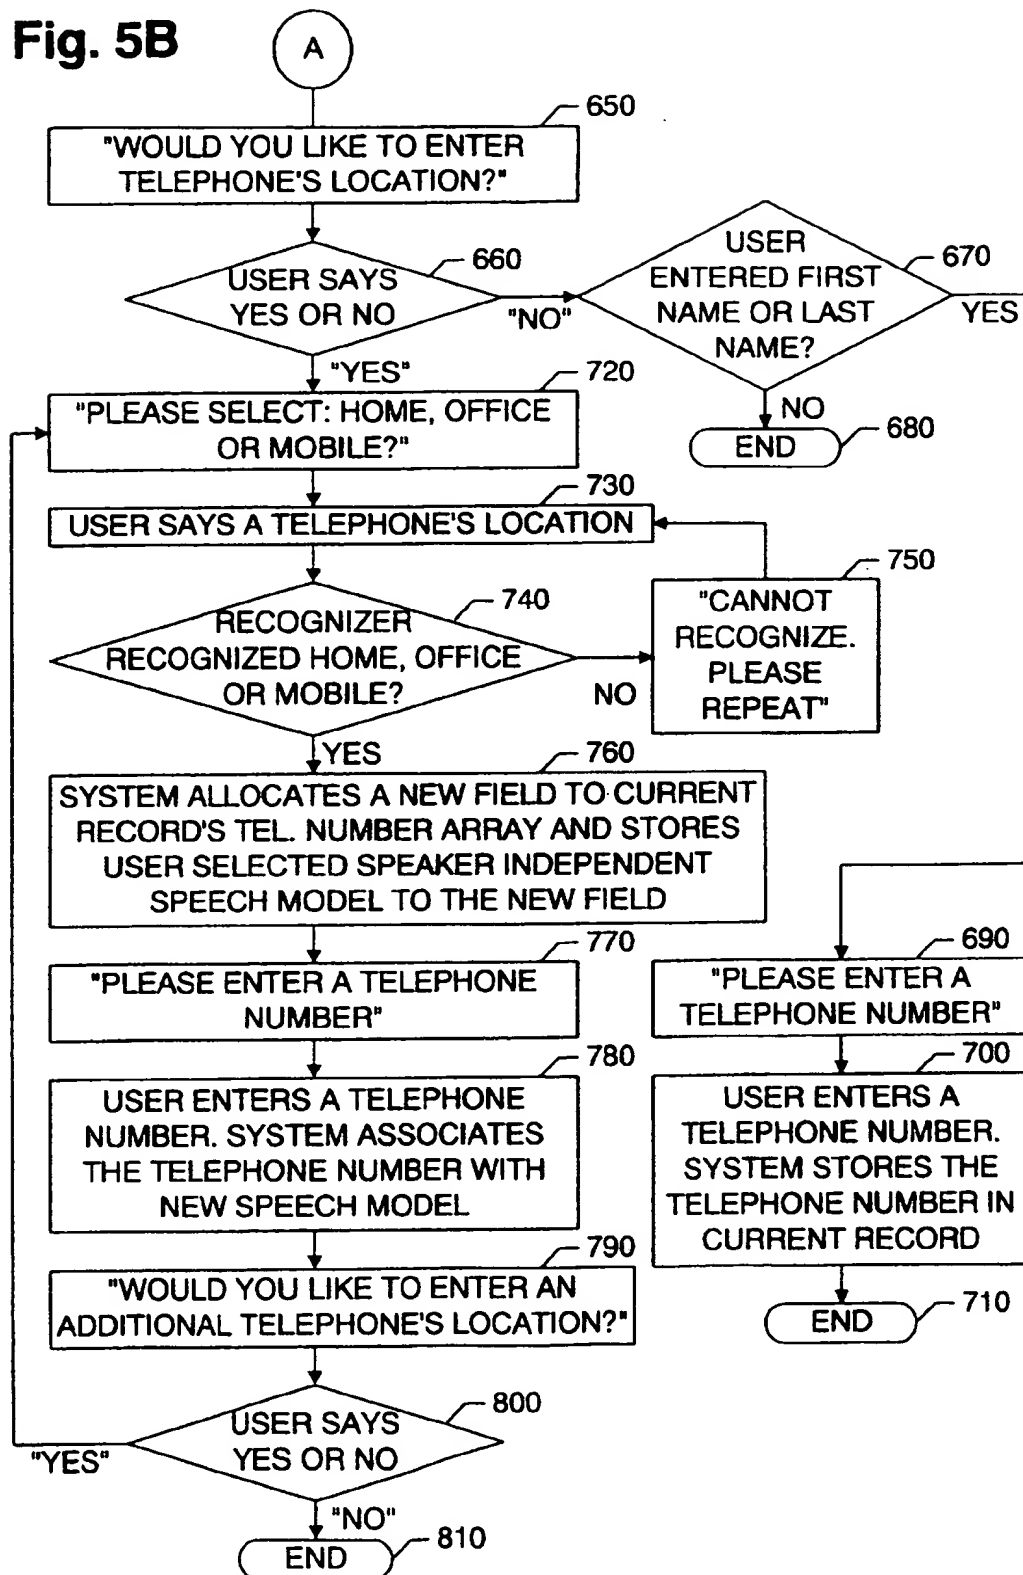 Fig. 5B
A
650
"WOULD YOU LIKE TO ENTER
TELEPHONE'S LOCATION?"
660
USER SAYS
YES OR NO
"NO"
670
USER
ENTERED FIRST
NAME OR LAST
NAME?
YES
NO
END
680
"YES"
720
"PLEASE SELECT: HOME, OFFICE
OR MOBILE?"
730
USER SAYS A TELEPHONE'S LOCATION
740
RECOGNIZER
RECOGNIZED HOME, OFFICE
OR MOBILE?
NO
750
"CANNOT
RECOGNIZE.
PLEASE
REPEAT"
YES
760
SYSTEM ALLOCATES A NEW FIELD TO CURRENT
RECORD'S TEL. NUMBER ARRAY AND STORES
USER SELECTED SPEAKER INDEPENDENT
SPEECH MODEL TO THE NEW FIELD
770
"PLEASE ENTER A TELEPHONE
NUMBER"
690
"PLEASE ENTER A
TELEPHONE NUMBER"
780
USER ENTERS A TELEPHONE
NUMBER. SYSTEM ASSOCIATES
THE TELEPHONE NUMBER WITH
NEW SPEECH MODEL
700
USER ENTERS A
TELEPHONE NUMBER.
SYSTEM STORES THE
TELEPHONE NUMBER IN
CURRENT RECORD
END
710
790
"WOULD YOU LIKE TO ENTER AN
ADDITIONAL TELEPHONE'S LOCATION?"
800
USER SAYS
YES OR NO
"YES"
"NO"
END
810